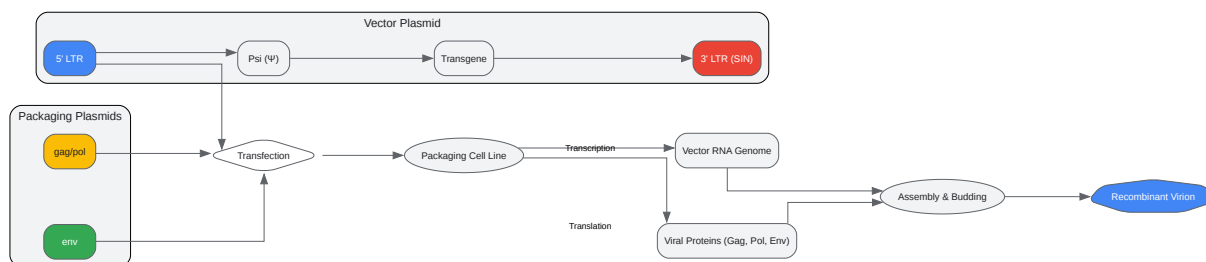 Vector Plasmid
5' LTR
Psi (Ψ)
Transgene
3' LTR (SIN)
Packaging Plasmids
gag/pol
Transfection
Packaging Cell Line
Transcription
Vector RNA Genome
Assembly & Budding
Recombinant Virion
env
Translation
Viral Proteins (Gag, Pol, Env)